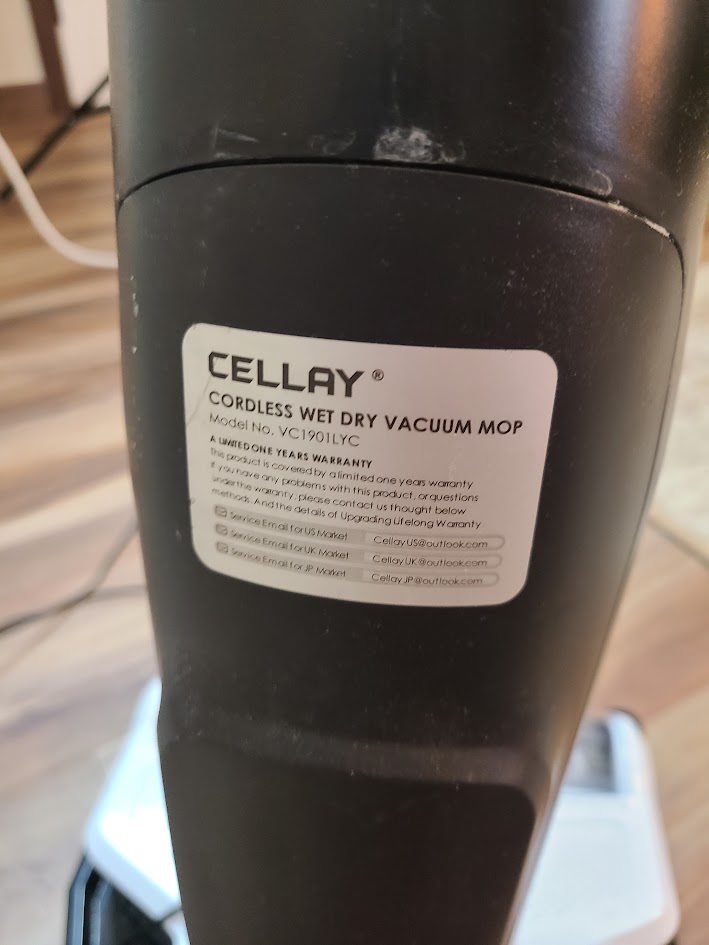 CELLAY®
CORDLESS WET DRY VACUUM MOP
Model No. VC1901LYC
A LIMITED ONE YEARS WARRANTY
This product is covered by a limited one years warranty
If you have any problems with this product, or questions
under the warranty, please contact us thought below
methods. And the details of Upgrading Lifelong Warranty
Service Email for US Market CellayUS@outlook.com
Service Email for UK Market CellayUK@outlook.com
Service Email for JP Market CellayJP@outlook.com